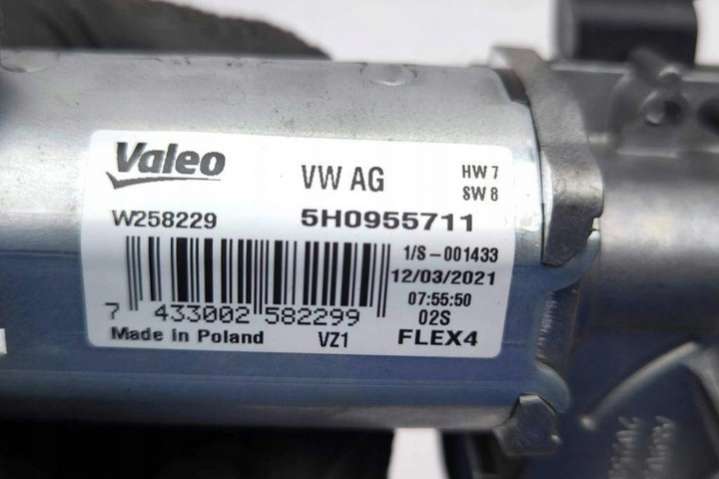 Valeo
VW AG
HW 7
SW 8
W258229
5H0955711
1/S-001433
12/03/2021
07:55:50
02S
7 433002 582299
Made in Poland
VZ1
FLEX4